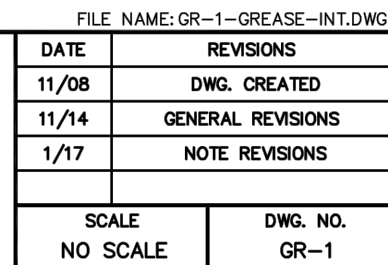 FILE NAME: GR-1-GREASE-INT.DWG
DATE REVISIONS
11/08 DWG. CREATED
11/14 GENERAL REVISIONS
1/17 NOTE REVISIONS
SCALE DWG. NO.
NO SCALE GR-1